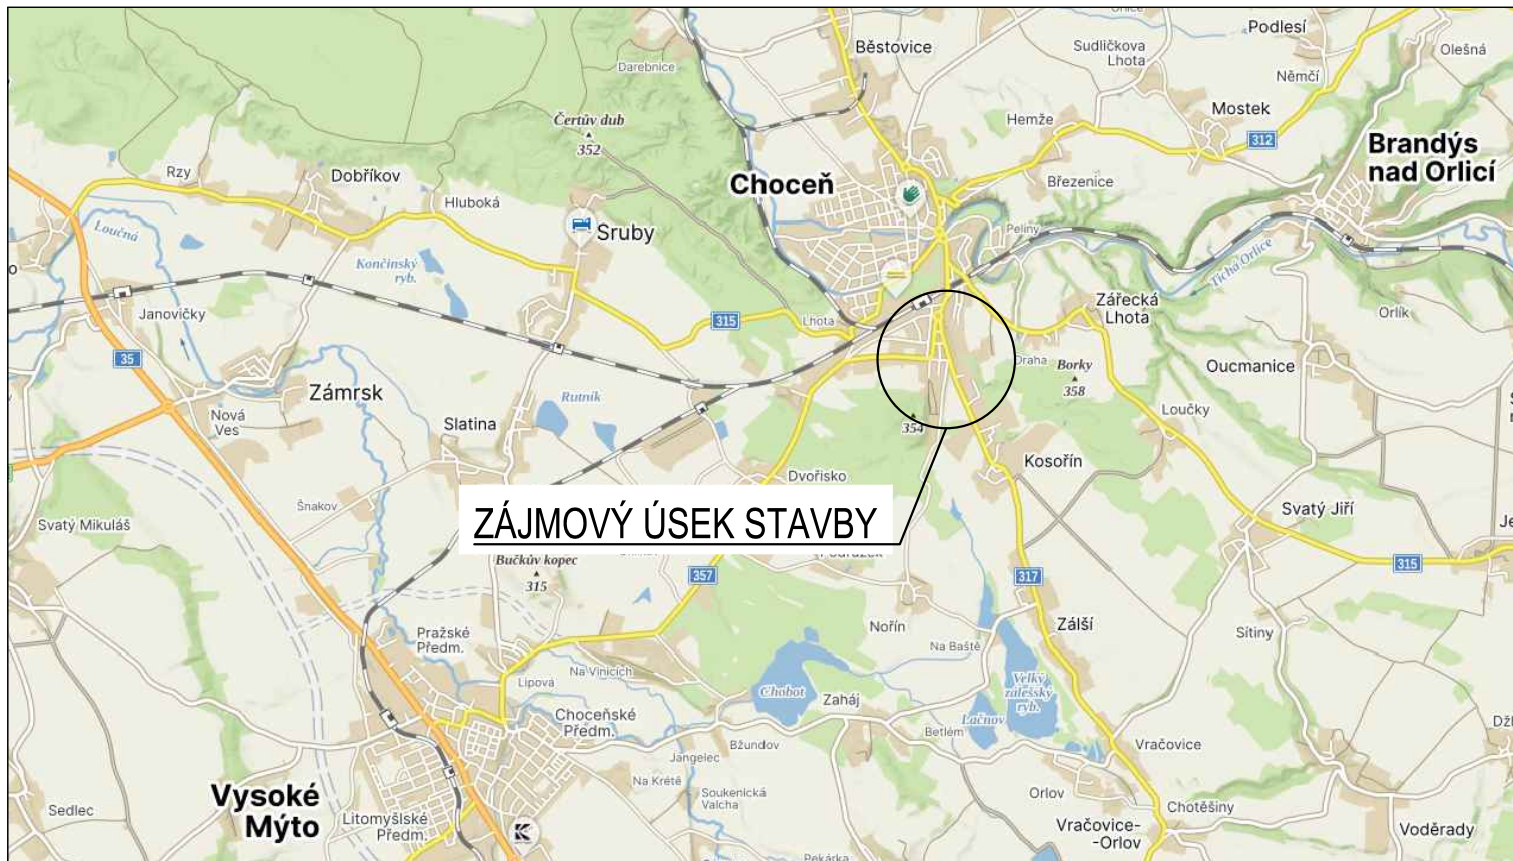 Běstovice
Podlesí
Sudličkova
Lhota
Olešná
Němčí
Darebnice
Mostek
Čertův dub
352
Hemže
312
Brandýs
nad Orlicí
Rzy
Dobříkov
Choceň
Březenice
Hluboká
Loučná
Sruby
Peliny
Končinský
ryb.
Tichá Orlice
Janovičky
315
Lhota
Zářecká
Lhota
Orlík
35
Draha
Borky
358
Oucmanice
Zámrsk
Rutník
Nová
Ves
Slatina
354
Loučky
Kosořín
Dvořisko
Šnakov
Svatý Mikuláš
ZÁJMOVÝ ÚSEK STAVBY
Svatý Jiří
Bučkův kopec
315
357
317
315
Pražské
Předm.
Nořín
Zálší
Sítiny
Na Baště
Na Vinicích
Lipová
Chobot
Zaháj
Velký
zálešský
ryb.
Choceňské
Předm.
Lačnov
Betlém
Bžundov
Vračovice
Jangelec
Na Krétě
Vysoké
Mýto
Soukenická
Valcha
Orlov
Sedlec
Litomyšlské
Předm.
Chotěšiny
Vračovice-
-Orlov
Voděrady
Pekárka